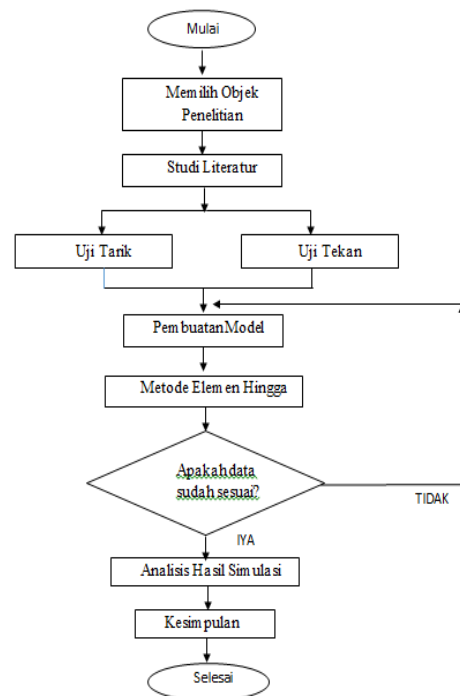 Mulai
Memilih Objek
Penelitian
Studi Literatur
Uji Tarik
Uji Tekan
Pembuatan Model
Metode Elemen Hingga
Apakah data
sudah sesuai?
TIDAK
IYA
Analisis Hasil Simulasi
Kesimpulan
Selesai